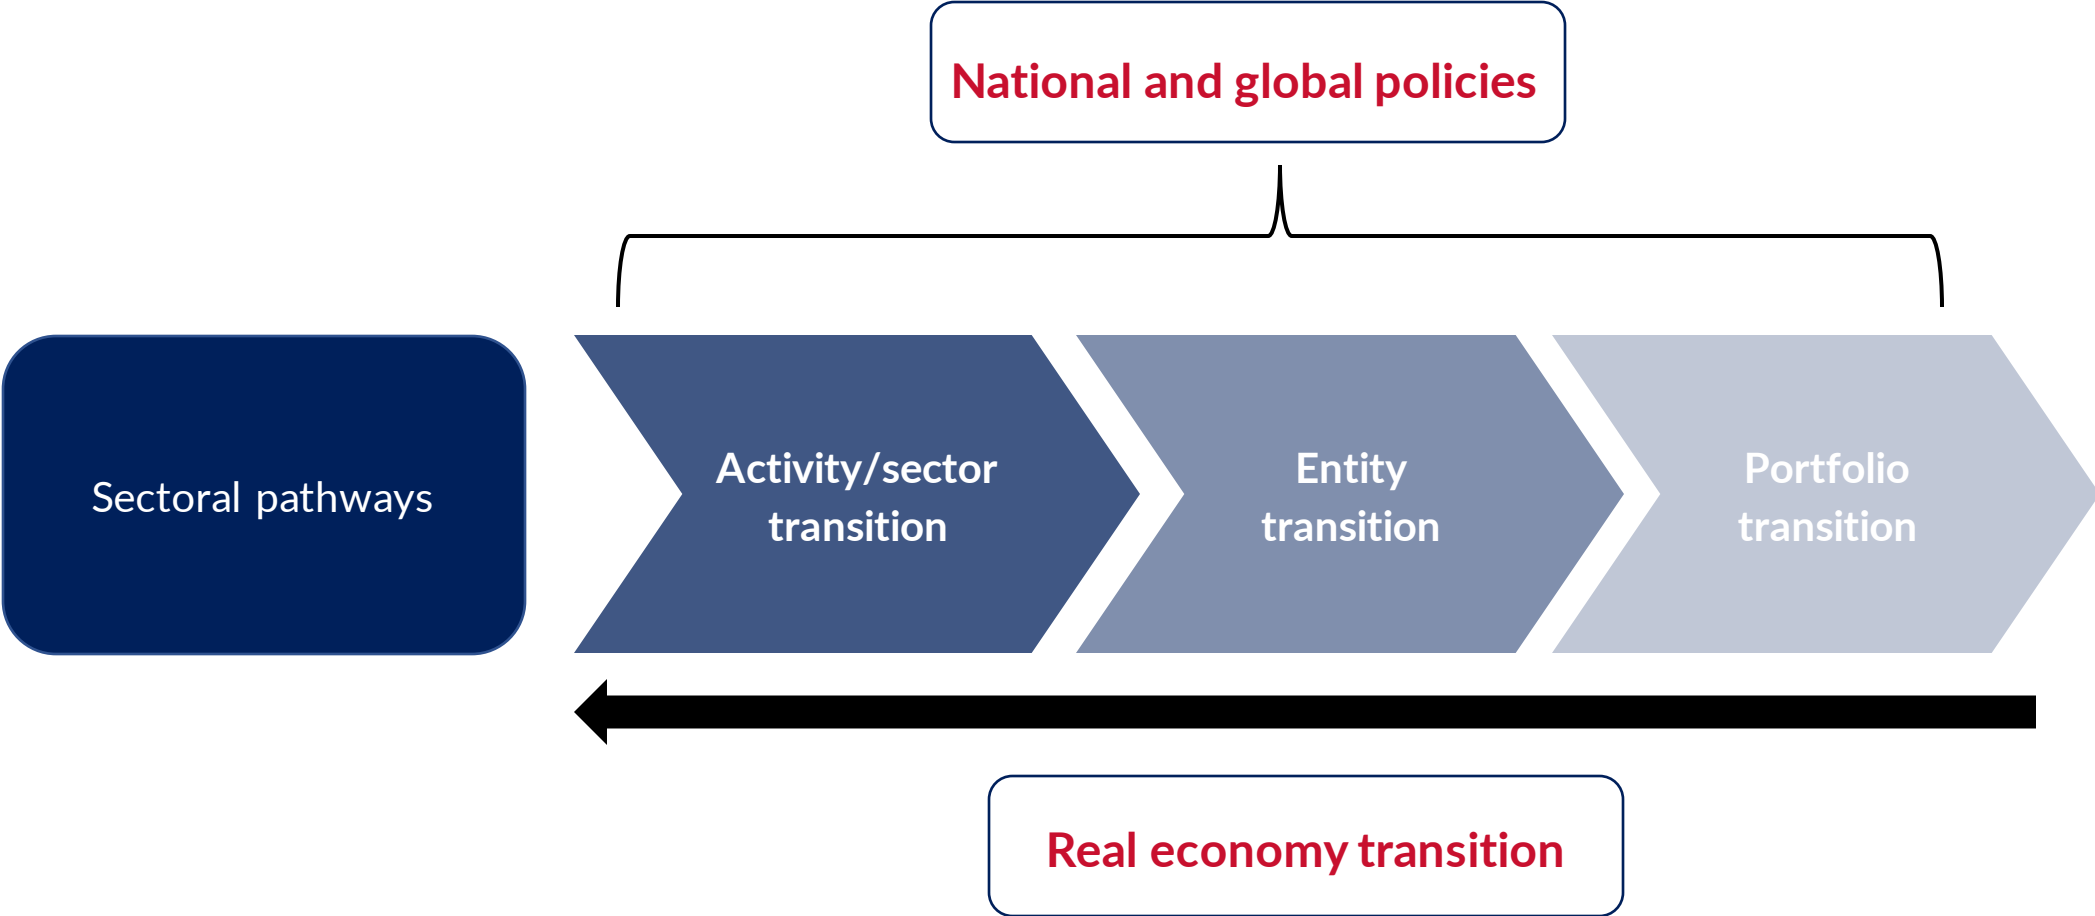 National and global policies
Sectoral pathways
Activity/sector
transition
Entity
transition
Portfolio
transition
Real economy transition